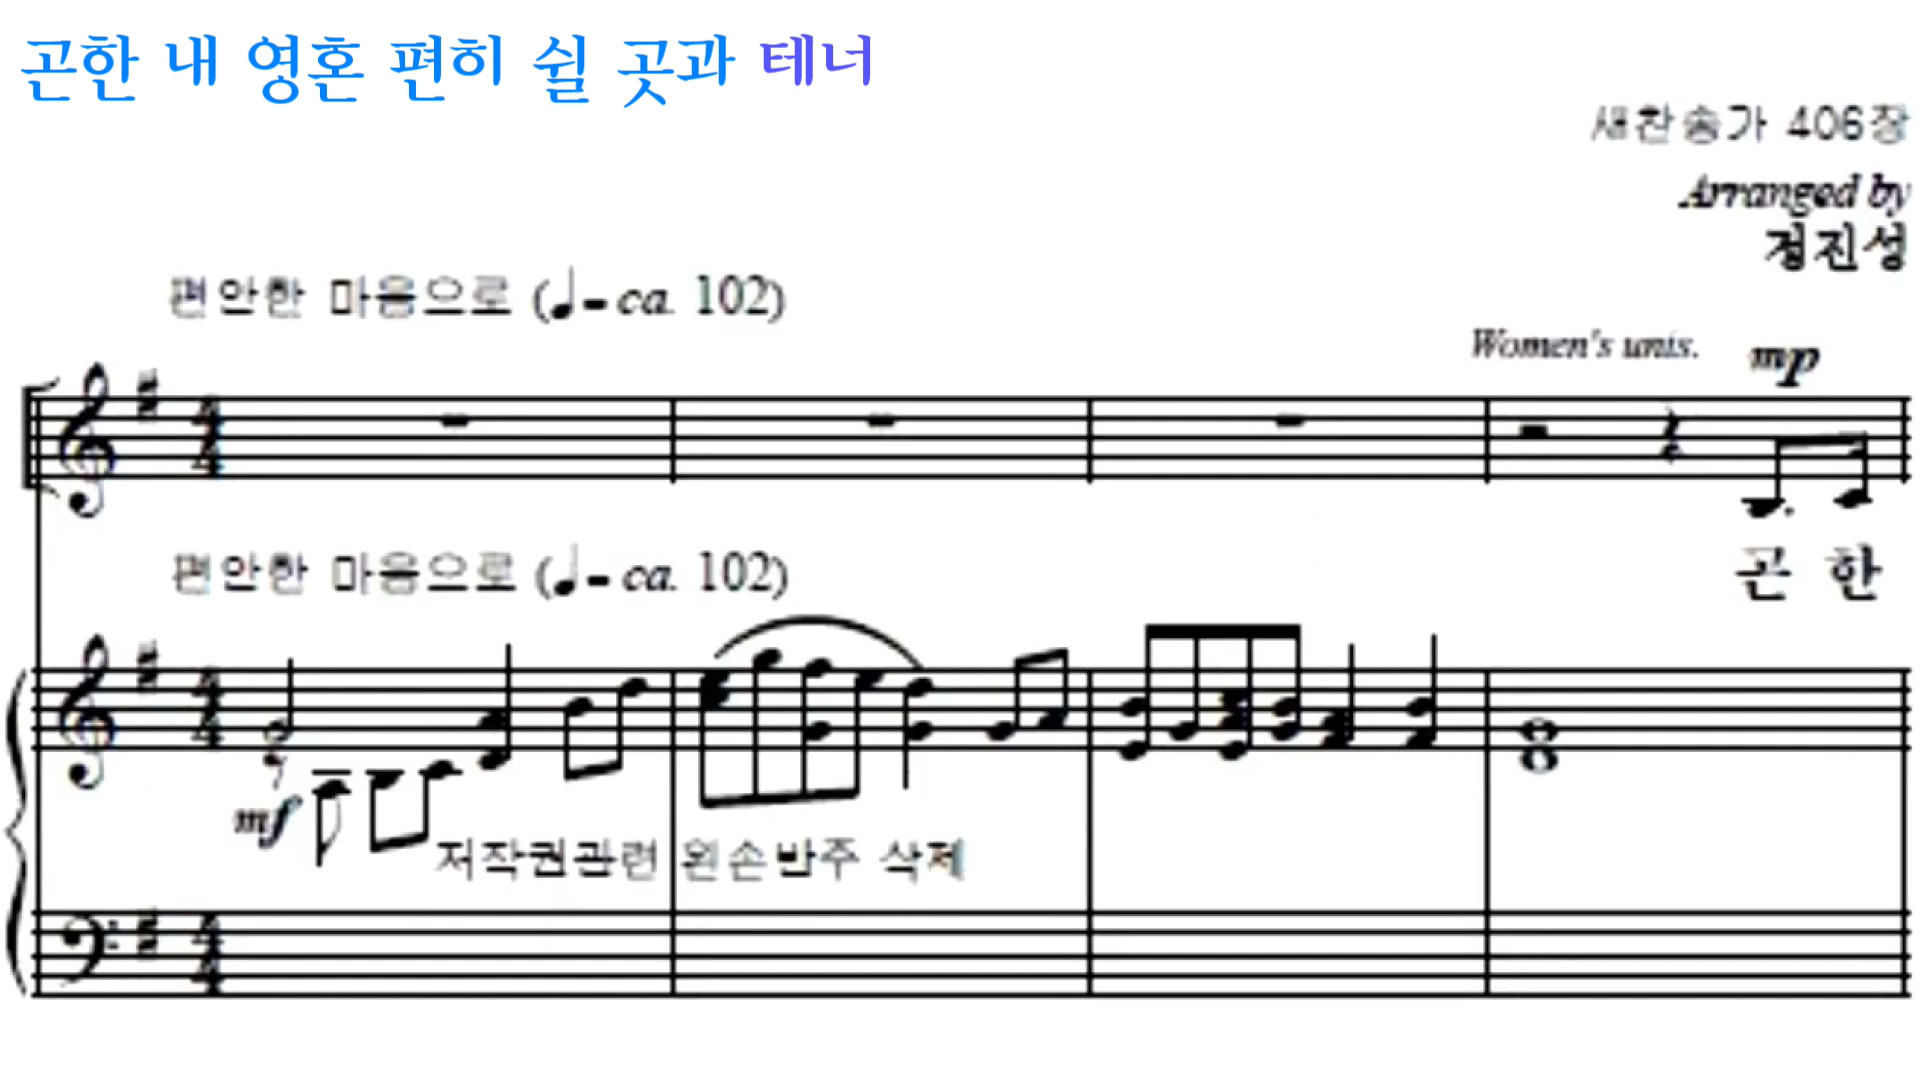 곤한 내 영혼 편히 쉴 곳과 테너
새찬송가 406장
Arranged by
정진성
편안한 마음으로 (♩= ca. 102)
Women's unis. mp
편안한 마음으로 (♩= ca. 102)
곤 한
mf
저작권관련 왼손반주 삭제